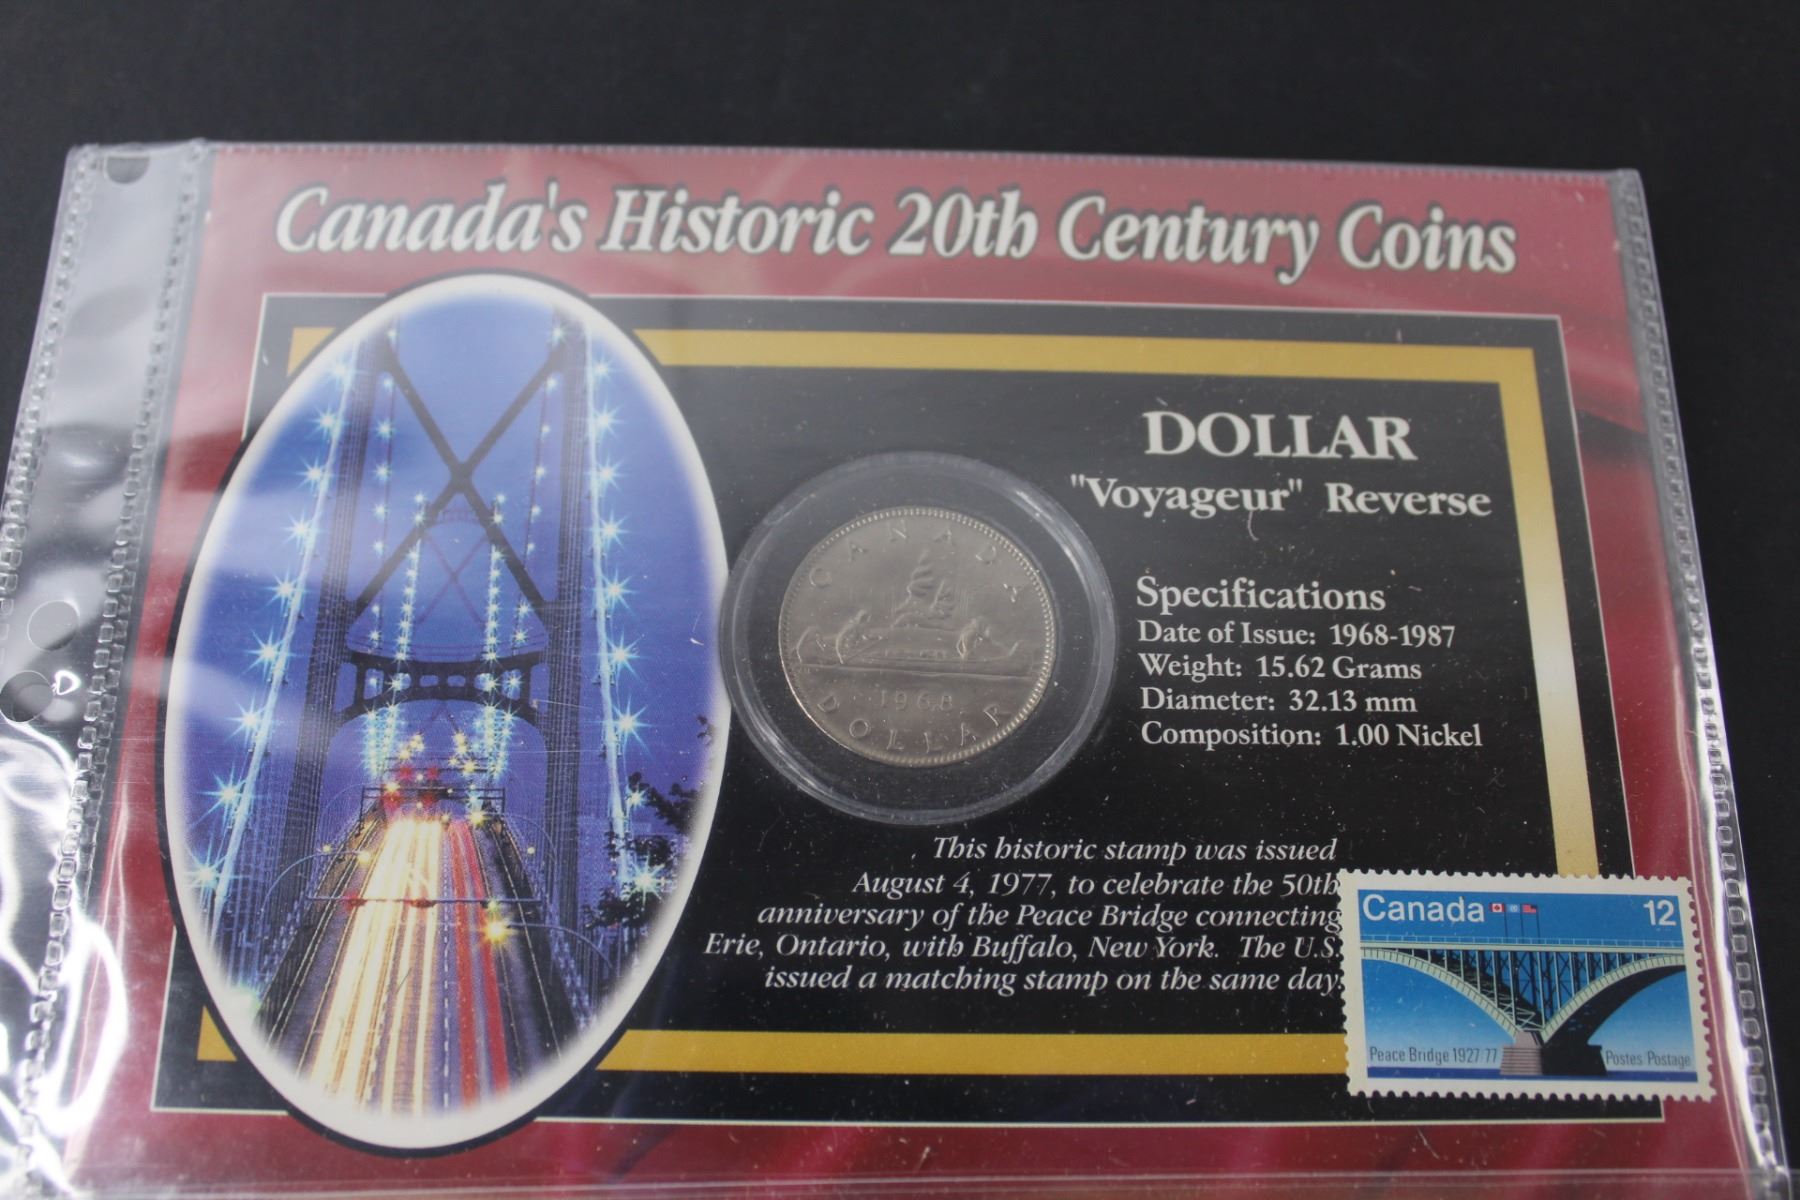 Canada's Historic 20th Century Coins
DOLLAR
"Voyageur" Reverse
CANADA
1968
DOLLAR
Specifications
Date of Issue: 1968-1987
Weight: 15.62 Grams
Diameter: 32.13 mm
Composition: 1.00 Nickel
This historic stamp was issued
August 4, 1977, to celebrate the 50th
anniversary of the Peace Bridge connecting
Erie, Ontario, with Buffalo, New York. The U.S.
issued a matching stamp on the same day.
Canada 12
Peace Bridge 1927-77 Postes/Postage